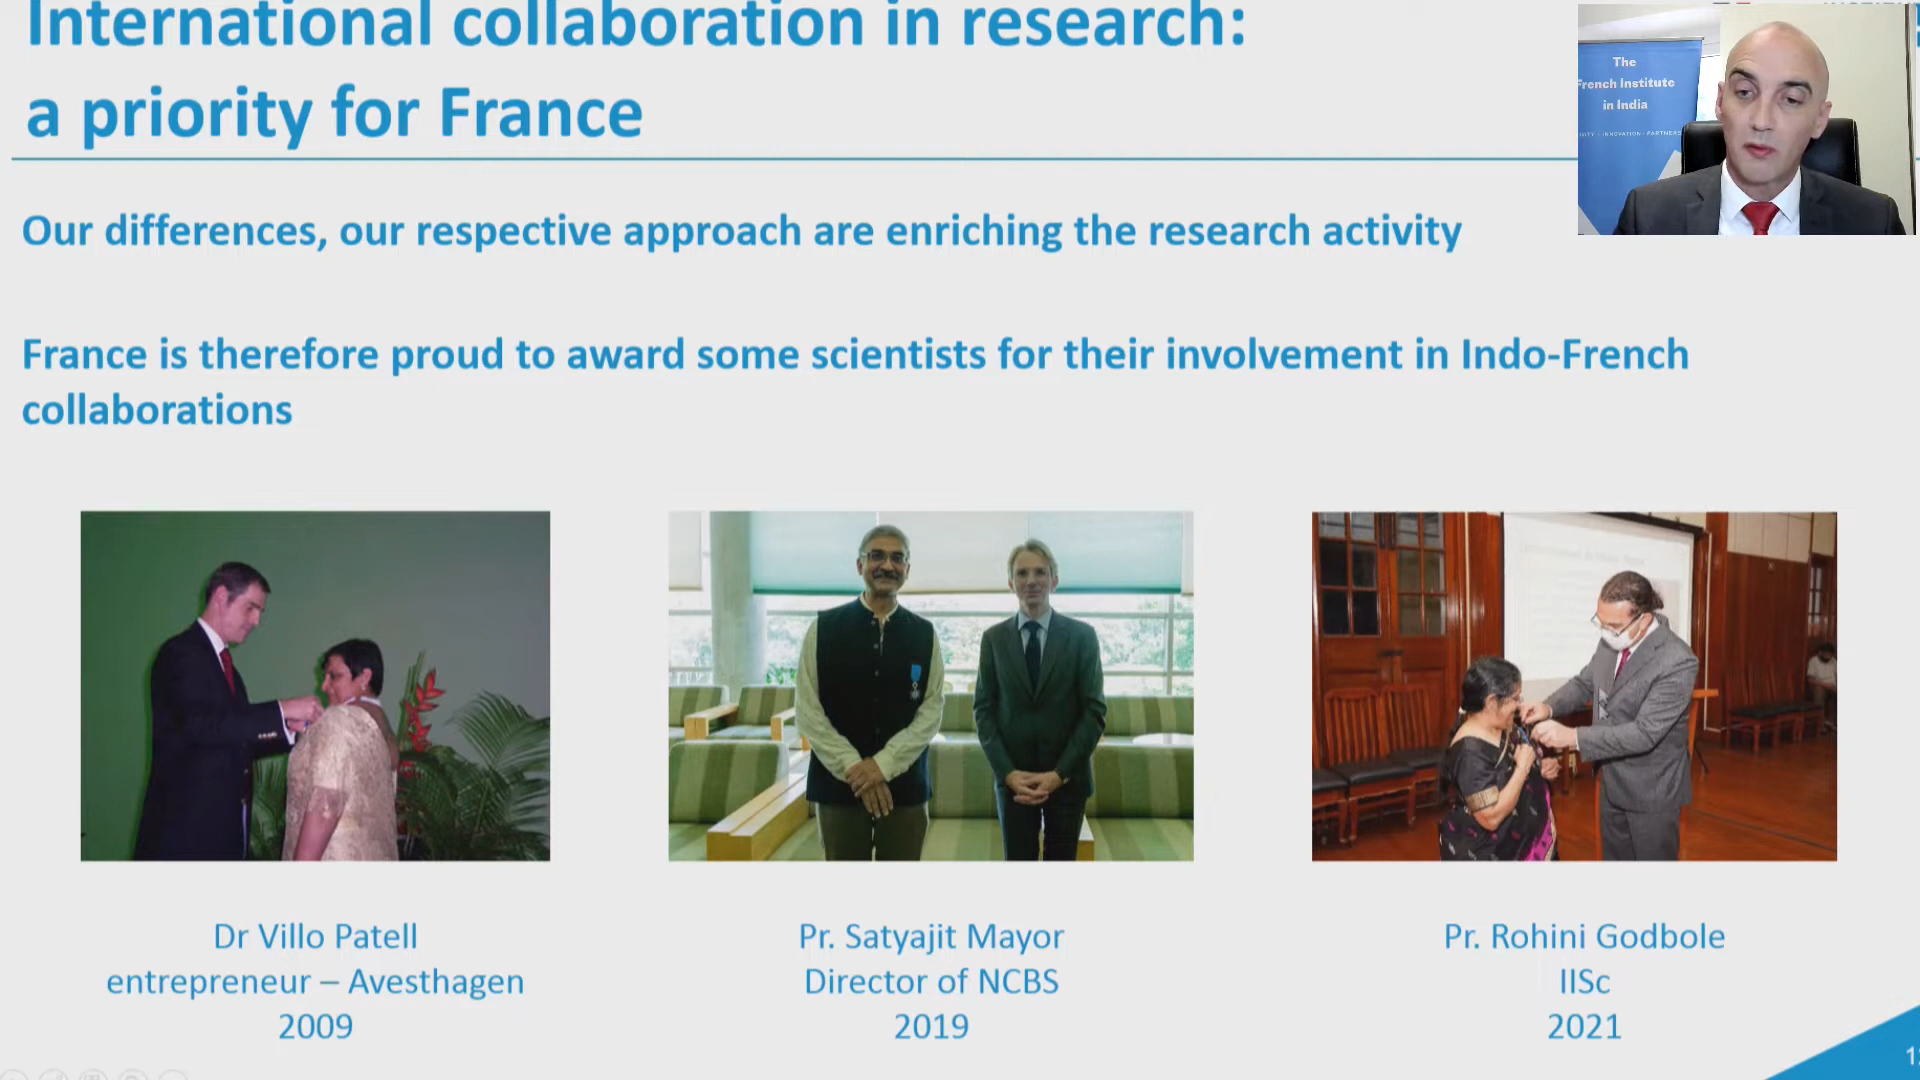 International collaboration in research:
a priority for France
The
French Institute
in India
Our differences, our respective approach are enriching the research activity
France is therefore proud to award some scientists for their involvement in Indo-French
collaborations
Dr Villo Patell
entrepreneur – Avesthagen
2009
Pr. Satyajit Mayor
Director of NCBS
2019
Pr. Rohini Godbole
IISc
2021